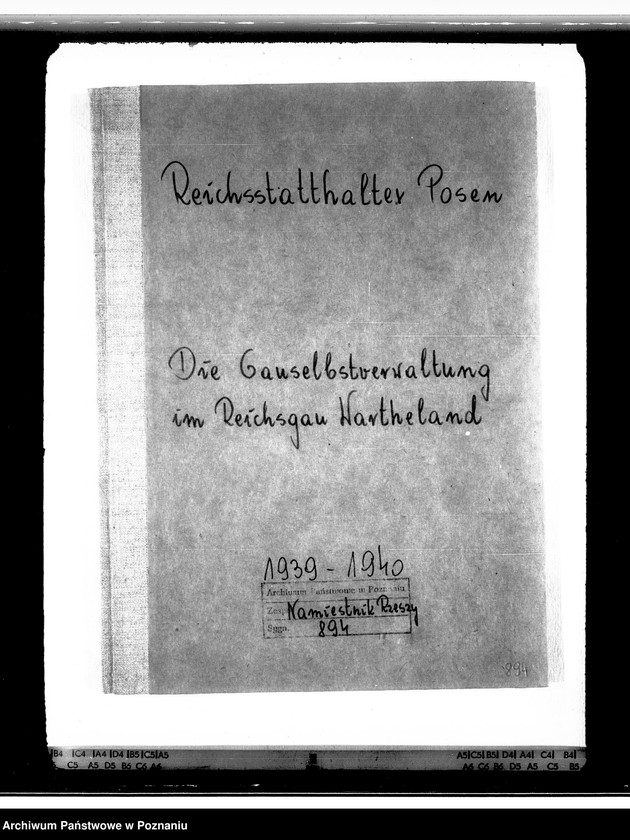 Reichsstatthalter Posen
Die Gauselbstverwaltung
im Reichsgau Wartheland
1939 - 1940
Archiwum Państwowe w Poznaniu
Zesp. Namiestnik Rzeszy
Sygn. 894
894
B4 C4 A4 D4 B5 C5 A5
C5 A5 D5 B6 C6 A6
A5 C5 B5 D4 A4 C4 B4
A6 C6 B6 D5 A5 C5 B5
Archiwum Państwowe w Poznaniu